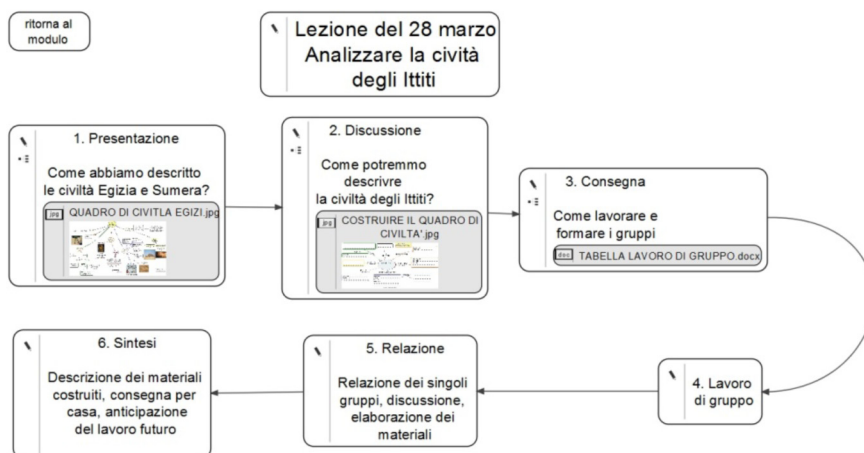 ritorna al
modulo
Lezione del 28 marzo
Analizzare la cività
degli Ittiti
1. Presentazione
Come abbiamo descritto
le civiltà Egizia e Sumera?
.jpg QUADRO DI CIVITLA EGIZI.jpg
2. Discussione
Come potremmo
descrivre
la civiltà degli Ittiti?
.jpg COSTRUIRE IL QUADRO DI
CIVILTA'.jpg
3. Consegna
Come lavorare e
formare i gruppi
doc TABELLA LAVORO DI GRUPPO.docx
4. Lavoro
di gruppo
5. Relazione
Relazione dei singoli
gruppi, discussione,
elaborazione dei
materiali
6. Sintesi
Descrizione dei materiali
costruiti, consegna per
casa, anticipazione
del lavoro futuro